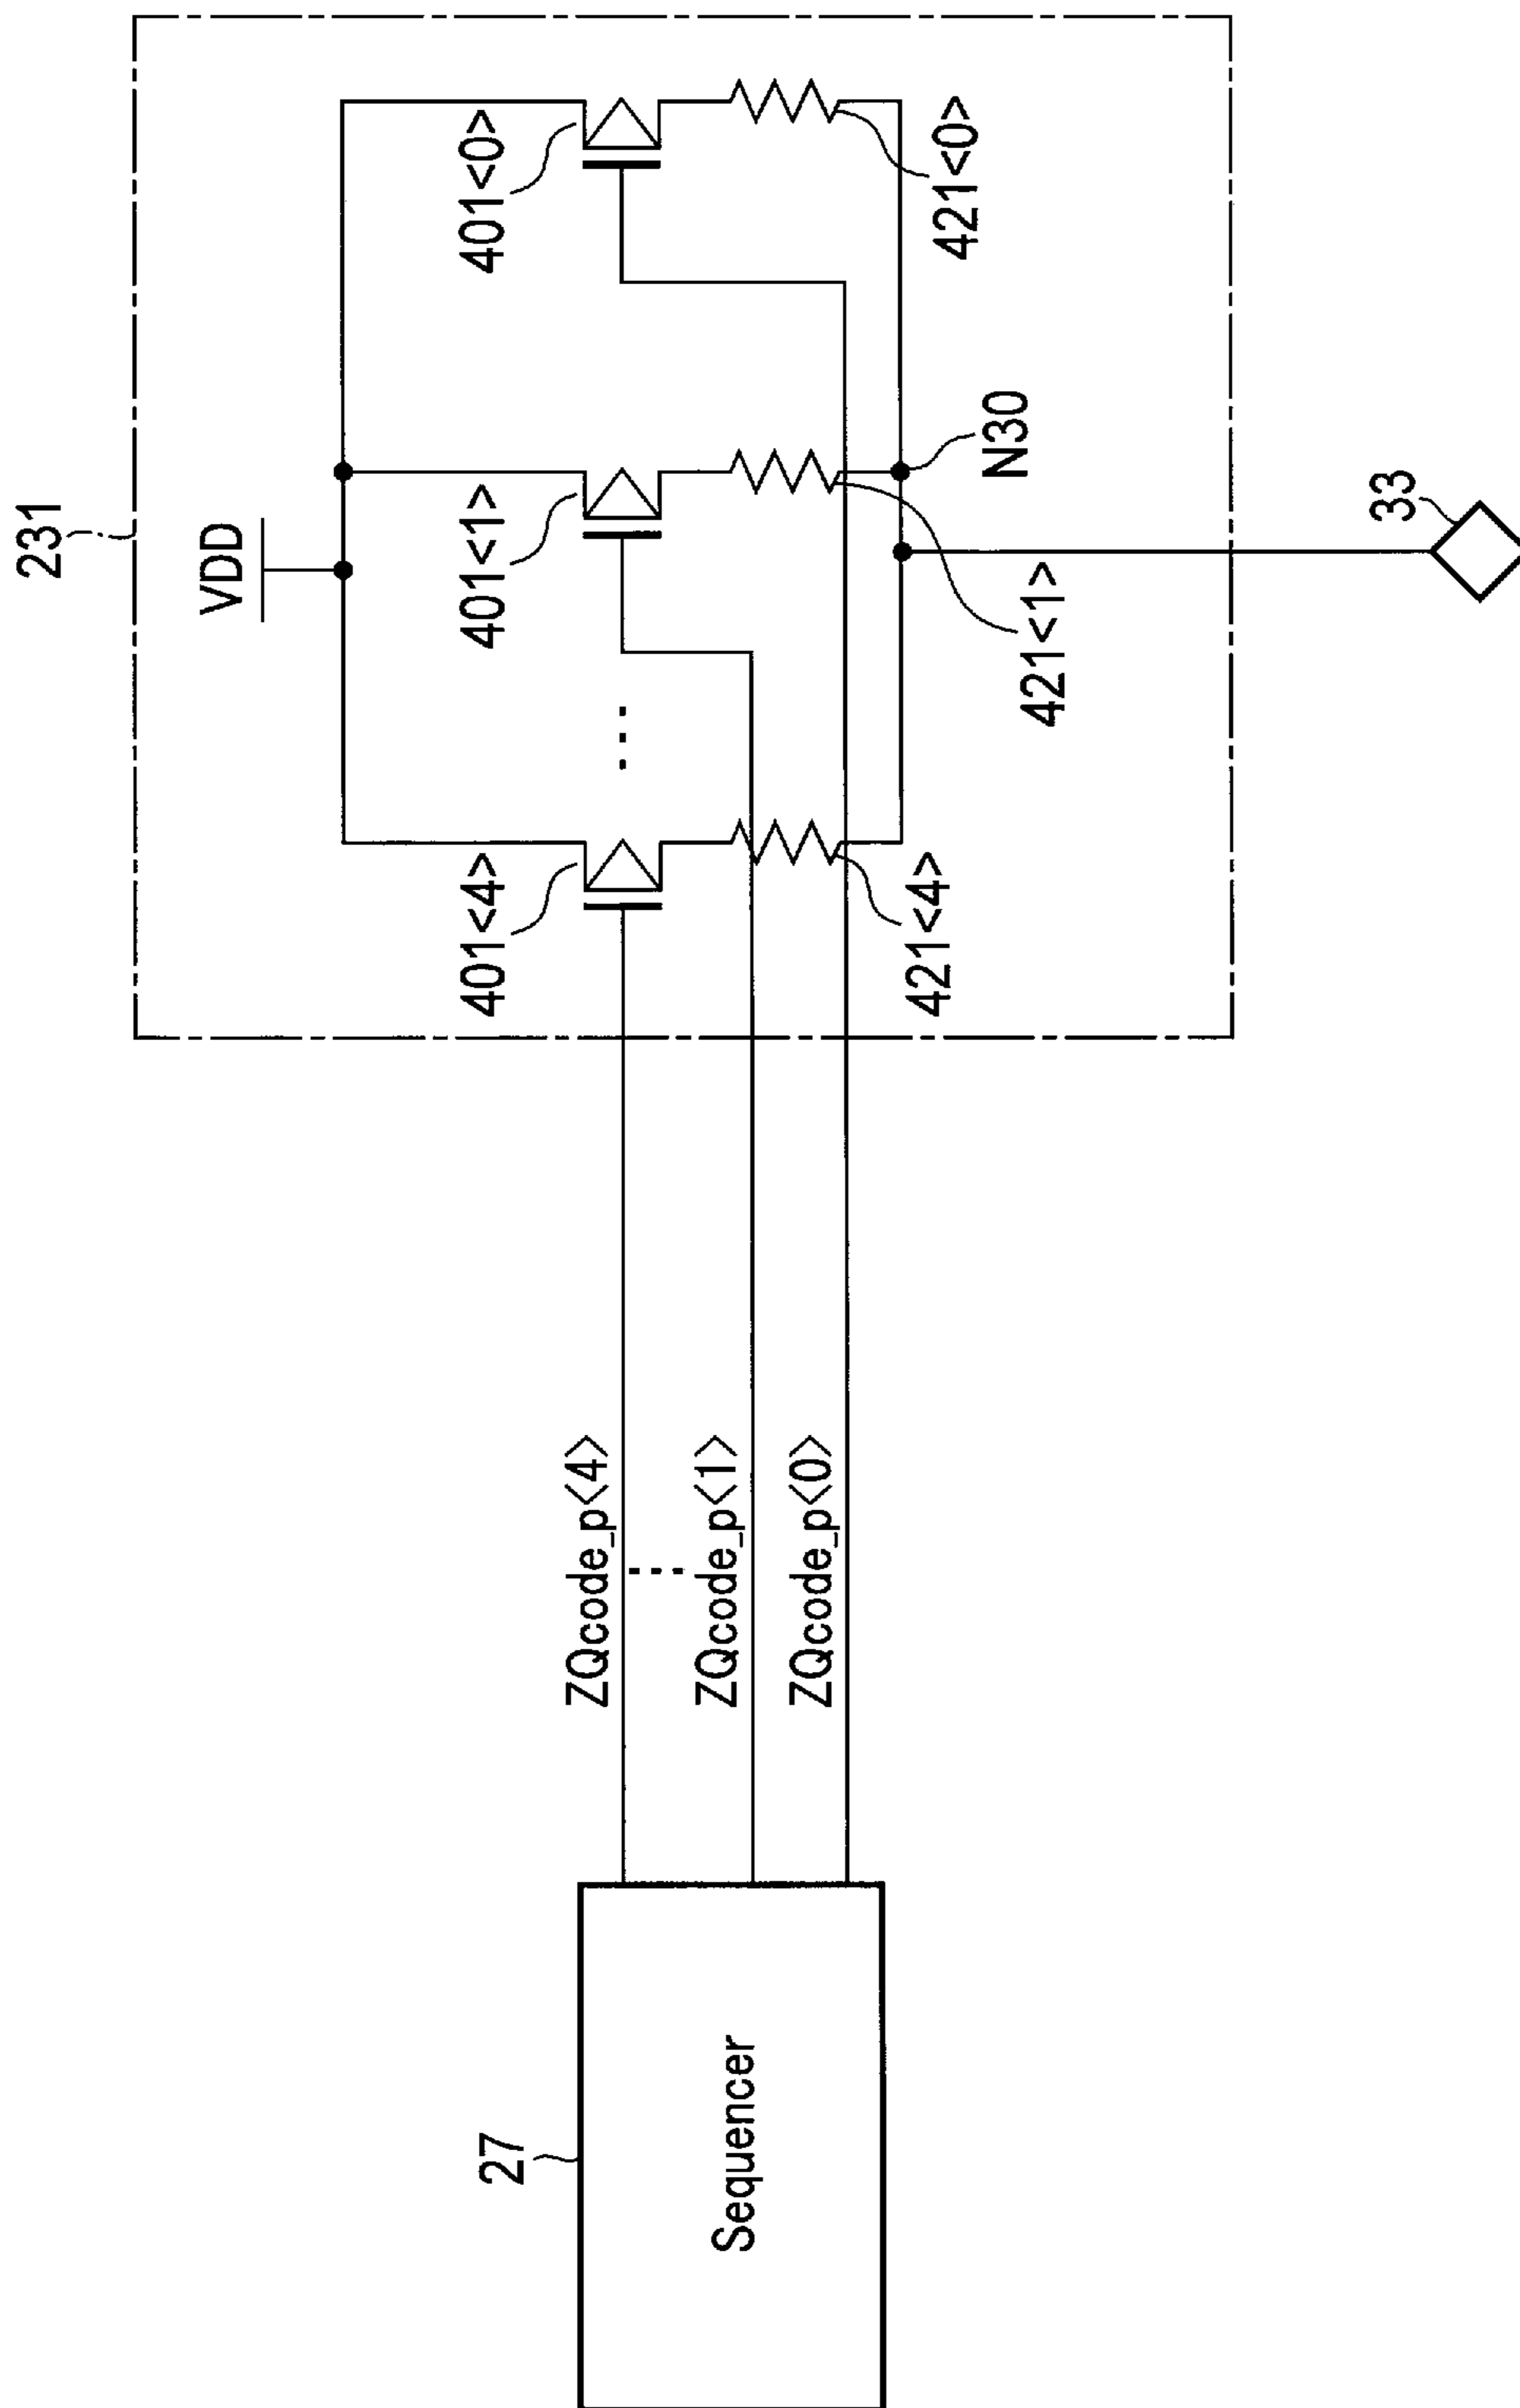 231
VDD
401<4>
401<1>
401<0>
27
ZQcode_p<4>
ZQcode_p<1>
ZQcode_p<0>
Sequencer
421<4>
421<0>
N30
421<1>
33